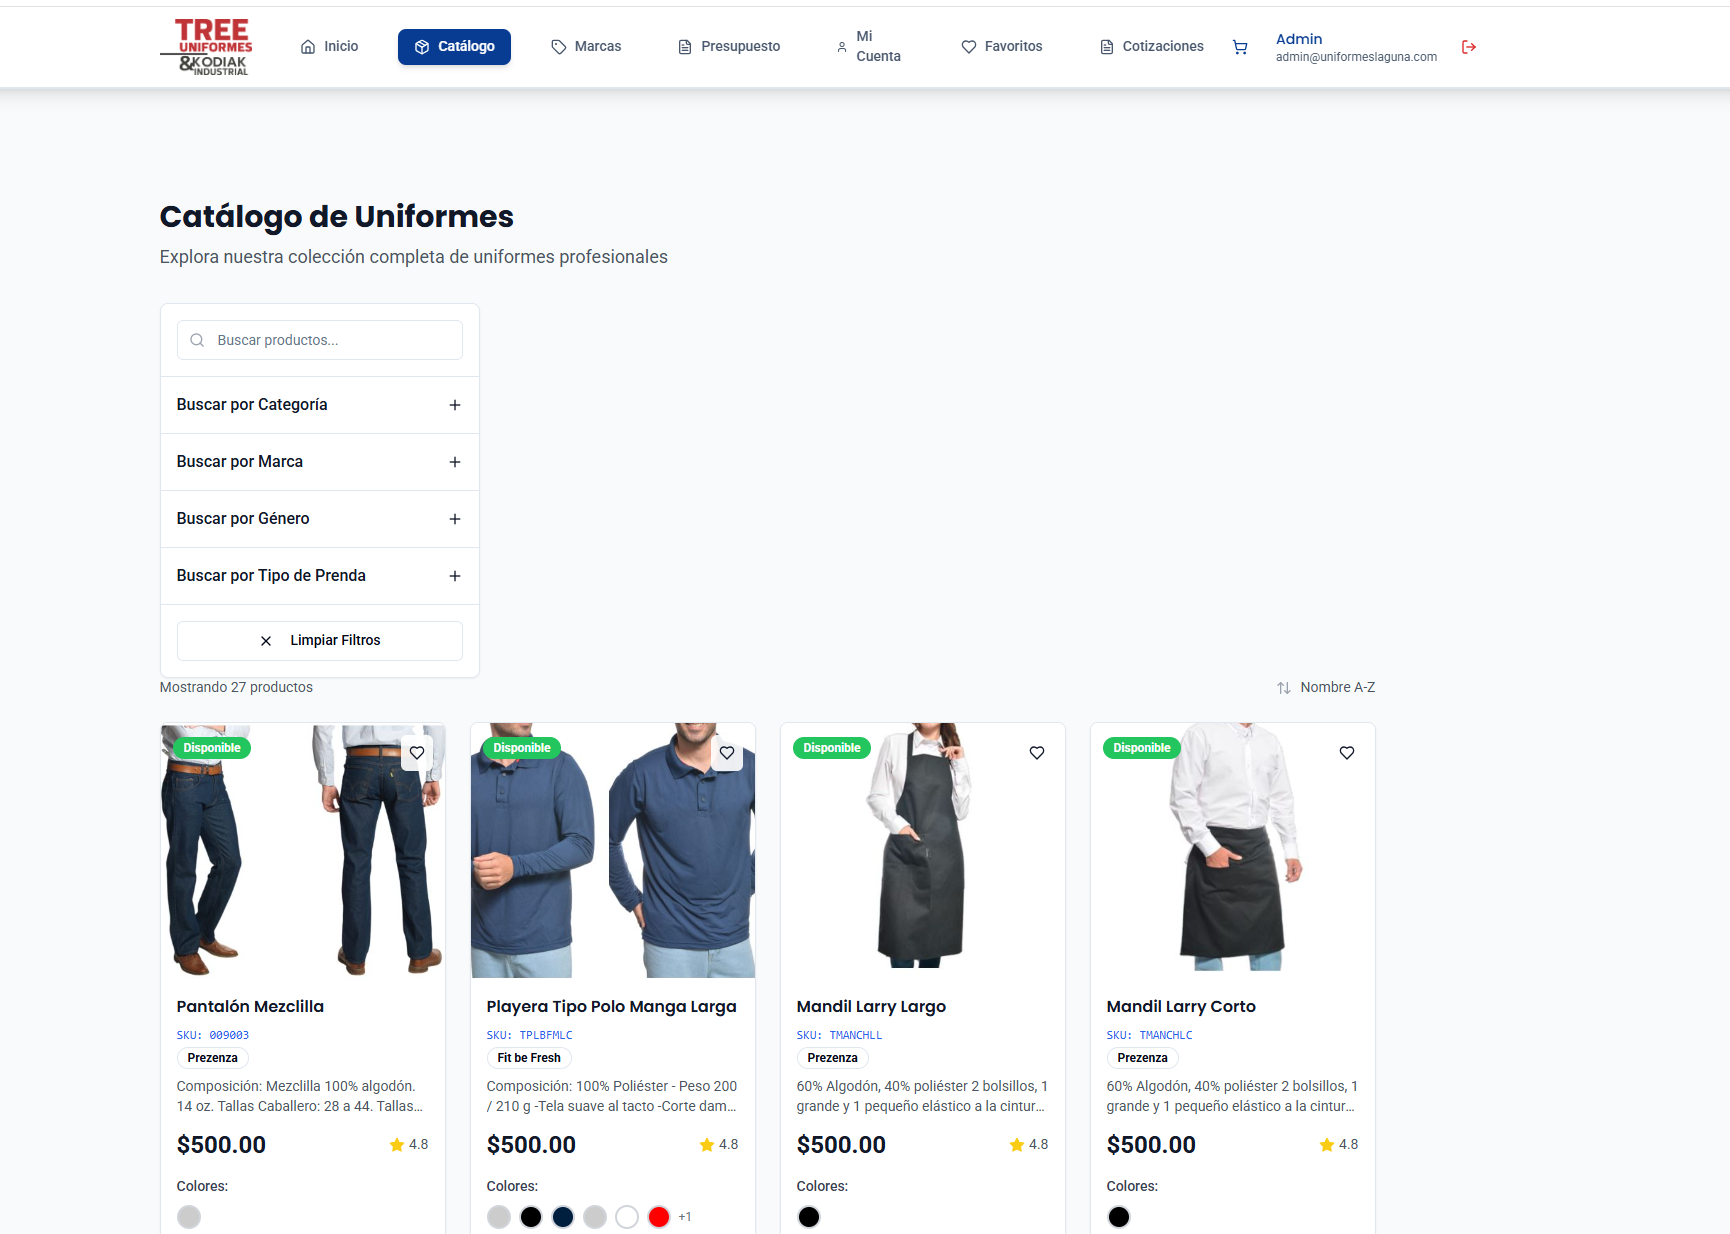 TREE
UNIFORMES
&KODIAK
INDUSTRIAL
Inicio
Catálogo
Marcas
Presupuesto
Mi
Cuenta
Favoritos
Cotizaciones
Admin
admin@uniformeslaguna.com
Catálogo de Uniformes
Explora nuestra colección completa de uniformes profesionales
Buscar productos...
Buscar por Categoría
Buscar por Marca
Buscar por Género
Buscar por Tipo de Prenda
Limpiar Filtros
Mostrando 27 productos
Nombre A-Z
Disponible
Pantalón Mezclilla
SKU: 009003
Prezenza
Composición: Mezclilla 100% algodón.
14 oz. Tallas Caballero: 28 a 44. Tallas...
$500.00
4.8
Colores:
Disponible
Playera Tipo Polo Manga Larga
SKU: TPLBFMLC
Fit be Fresh
Composición: 100% Poliéster - Peso 200
/ 210 g -Tela suave al tacto -Corte dam...
$500.00
4.8
Colores:
+1
Disponible
Mandil Larry Largo
SKU: TMANCHLL
Prezenza
60% Algodón, 40% poliéster 2 bolsillos, 1
grande y 1 pequeño elástico a la cintur...
$500.00
4.8
Colores:
Disponible
Mandil Larry Corto
SKU: TMANCHLC
Prezenza
60% Algodón, 40% poliéster 2 bolsillos, 1
grande y 1 pequeño elástico a la cintur...
$500.00
4.8
Colores: